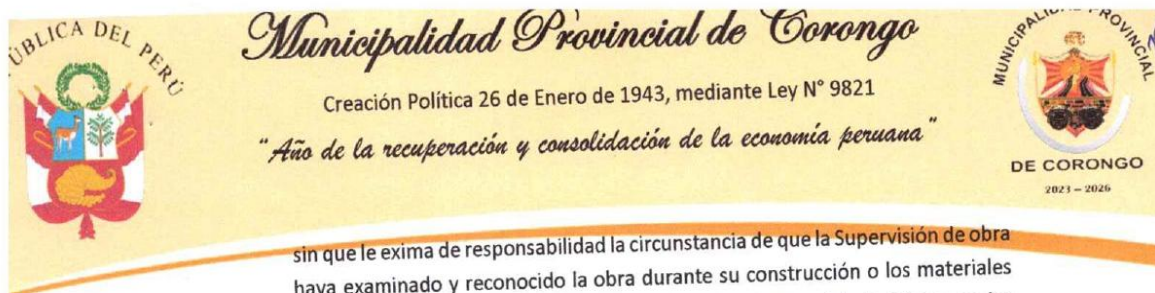 REPÚBLICA DEL PERÚ
Municipalidad Provincial de Corongo
Creación Política 26 de Enero de 1943, mediante Ley N° 9821
"Año de la recuperación y consolidación de la economía peruana"
MUNICIPALIDAD PROVINCIAL
DE CORONGO
2023 – 2026
sin que le exima de responsabilidad la circunstancia de que la Supervisión de obra
haya examinado y reconocido la obra durante su construcción o los materiales